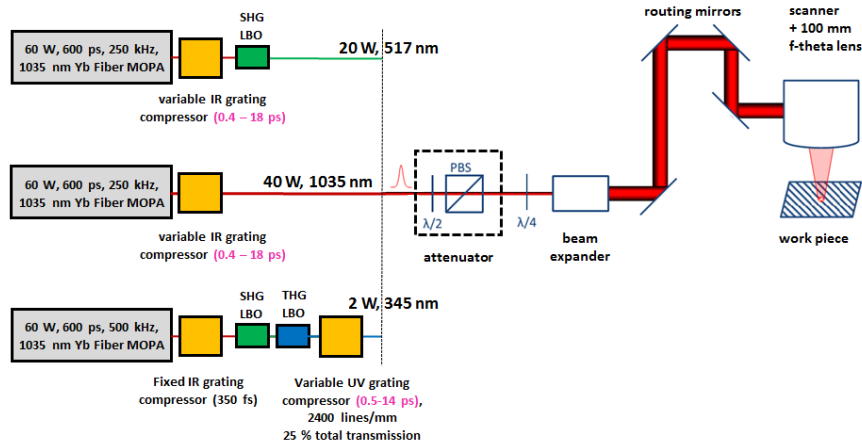 60 W, 600 ps, 250 kHz,
1035 nm Yb Fiber MOPA
SHG
LBO
20 W, 517 nm
variable IR grating
compressor (0.4 – 18 ps)
60 W, 600 ps, 250 kHz,
1035 nm Yb Fiber MOPA
40 W, 1035 nm
variable IR grating
compressor (0.4 – 18 ps)
60 W, 600 ps, 500 kHz,
1035 nm Yb Fiber MOPA
SHG
LBO
THG
LBO
2 W, 345 nm
Fixed IR grating
compressor (350 fs)
Variable UV grating
compressor (0.5-14 ps),
2400 lines/mm
25 % total transmission
PBS
λ/2
attenuator
λ/4
beam
expander
routing mirrors
scanner
+ 100 mm
f-theta lens
work piece